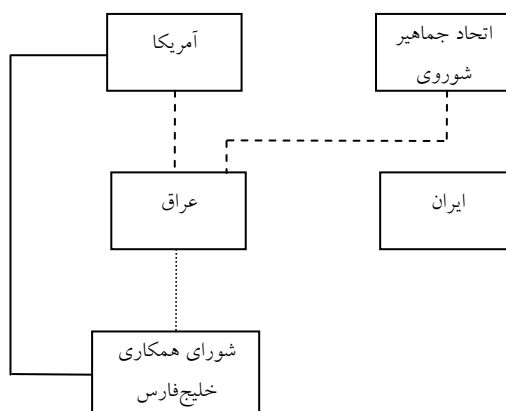 آمریکا
اتحاد جماهیر
شوروی
عراق
ایران
شورای همکاری
خلیج‌فارس